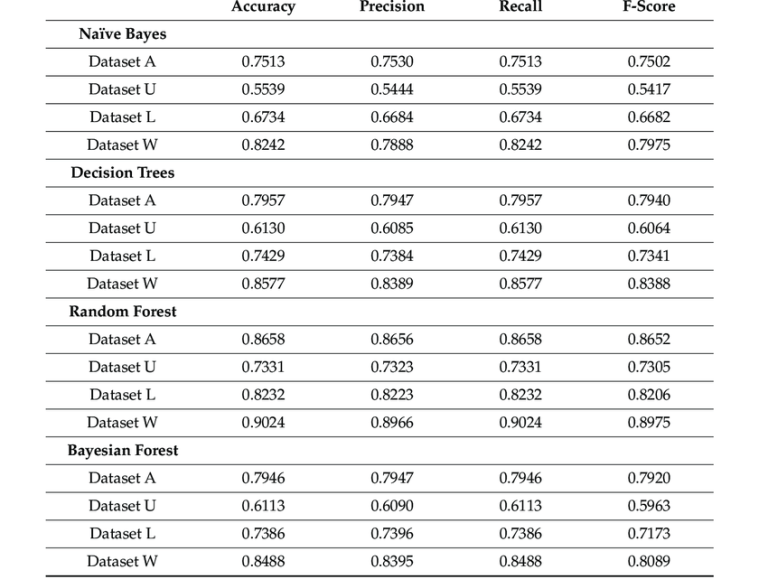 Accuracy Precision Recall F-Score
Naïve Bayes
Dataset A 0.7513 0.7530 0.7513 0.7502
Dataset U 0.5539 0.5444 0.5539 0.5417
Dataset L 0.6734 0.6684 0.6734 0.6682
Dataset W 0.8242 0.7888 0.8242 0.7975
Decision Trees
Dataset A 0.7957 0.7947 0.7957 0.7940
Dataset U 0.6130 0.6085 0.6130 0.6064
Dataset L 0.7429 0.7384 0.7429 0.7341
Dataset W 0.8577 0.8389 0.8577 0.8388
Random Forest
Dataset A 0.8658 0.8656 0.8658 0.8652
Dataset U 0.7331 0.7323 0.7331 0.7305
Dataset L 0.8232 0.8223 0.8232 0.8206
Dataset W 0.9024 0.8966 0.9024 0.8975
Bayesian Forest
Dataset A 0.7946 0.7947 0.7946 0.7920
Dataset U 0.6113 0.6090 0.6113 0.5963
Dataset L 0.7386 0.7396 0.7386 0.7173
Dataset W 0.8488 0.8395 0.8488 0.8089